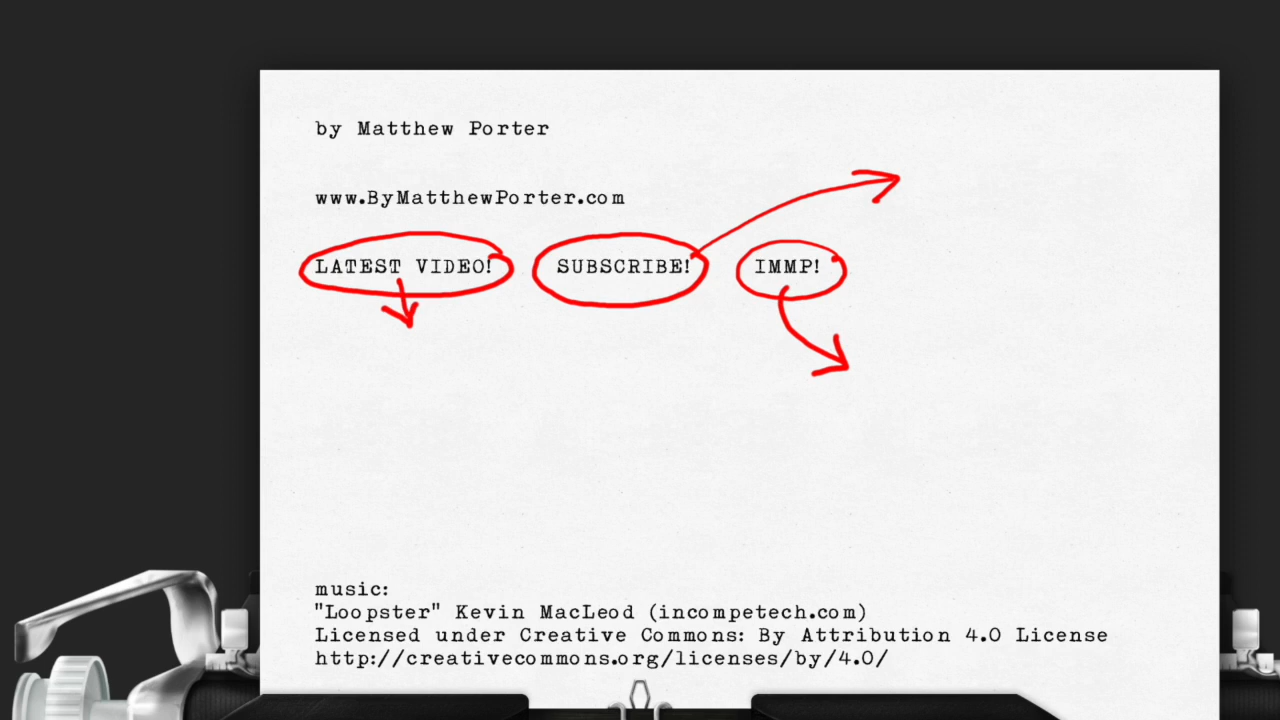 by Matthew Porter
www.ByMatthewPorter.com
LATEST VIDEO! SUBSCRIBE! IMMP!
music:
"Loopster" Kevin MacLeod (incompetech.com)
Licensed under Creative Commons: By Attribution 4.0 License
http://creativecommons.org/licenses/by/4.0/